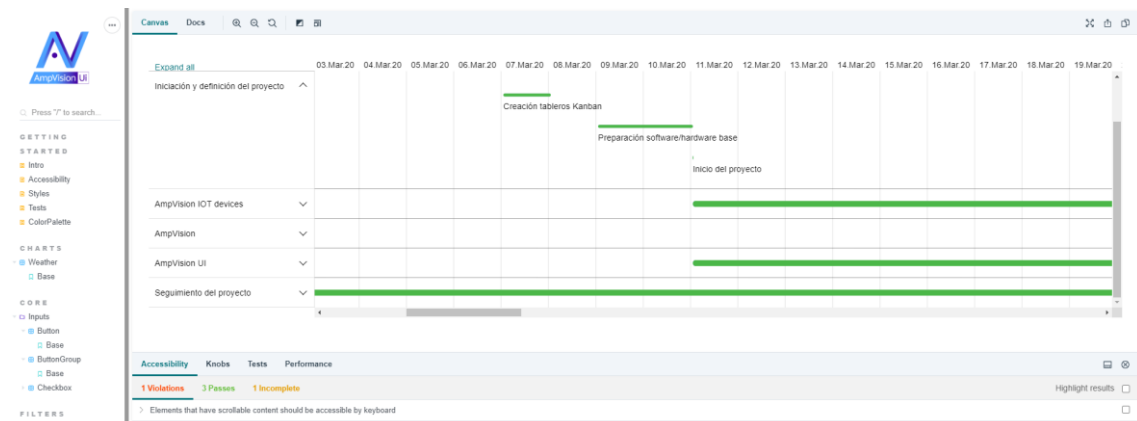 AmpVision UI
Press "/" to search...
GETTING
STARTED
Intro
Accessibility
Styles
Tests
ColorPalette
CHARTS
Weather
Base
CORE
Inputs
Button
Base
ButtonGroup
Base
Checkbox
FILTERS
Canvas Docs
Expand all 03.Mar.20 04.Mar.20 05.Mar.20 06.Mar.20 07.Mar.20 08.Mar.20 09.Mar.20 10.Mar.20 11.Mar.20 12.Mar.20 13.Mar.20 14.Mar.20 15.Mar.20 16.Mar.20 17.Mar.20 18.Mar.20 19.Mar.20
Iniciación y definición del proyecto
Creación tableros Kanban
Preparación software/hardware base
Inicio del proyecto
AmpVision IOT devices
AmpVision
AmpVision UI
Seguimiento del proyecto
Accessibility Knobs Tests Performance
1 Violations 3 Passes 1 Incomplete Highlight results
Elements that have scrollable content should be accessible by keyboard